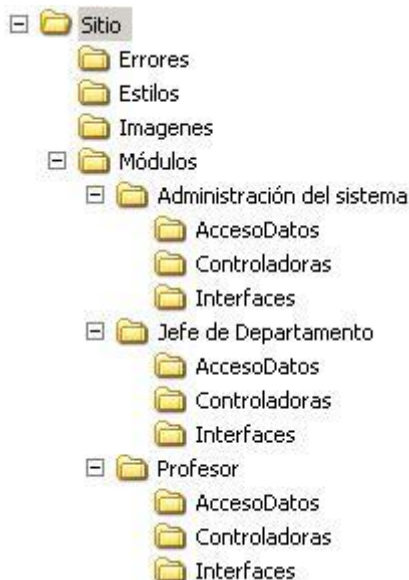 Sitio
Errores
Estilos
Imagenes
Módulos
Administración del sistema
AccesoDatos
Controladoras
Interfaces
Jefe de Departamento
AccesoDatos
Controladoras
Interfaces
Profesor
AccesoDatos
Controladoras
Interfaces